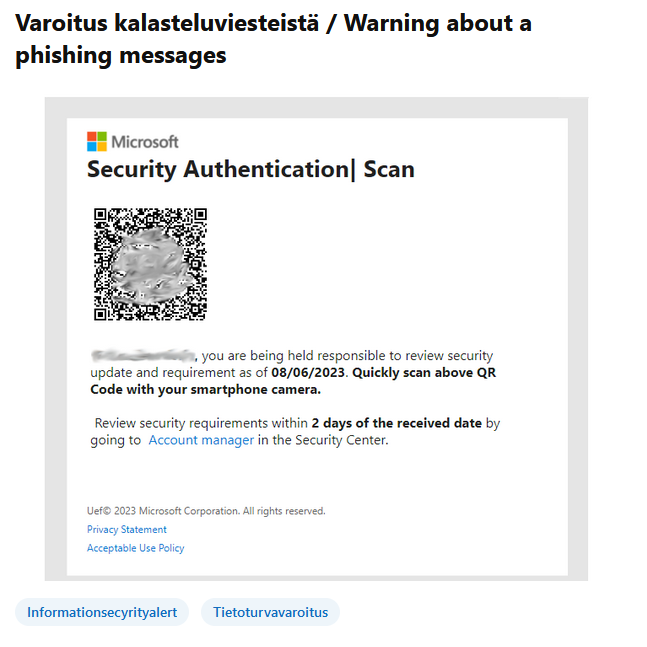 Varoitus kalasteluviesteistä / Warning about a
phishing messages
Microsoft
Security Authentication| Scan
, you are being held responsible to review security
update and requirement as of 08/06/2023. Quickly scan above QR
Code with your smartphone camera.
Review security requirements within 2 days of the received date by
going to Account manager in the Security Center.
Uef© 2023 Microsoft Corporation. All rights reserved.
Privacy Statement
Acceptable Use Policy
Informationsecyrityalert
Tietoturvavaroitus